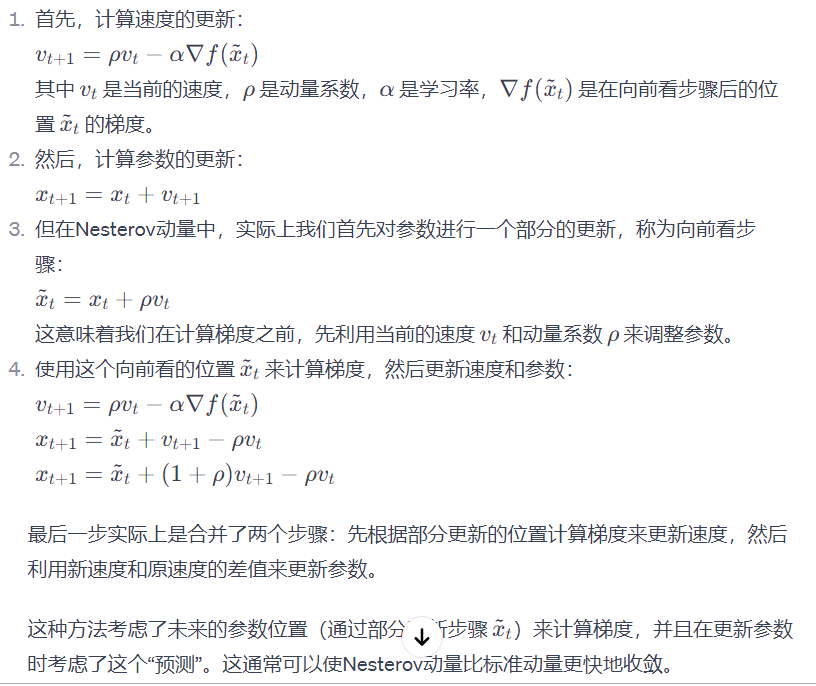 1. 首先，计算速度的更新：
v_{t+1} = ρv_t − α∇f(x̃_t)
其中 v_t 是当前的速度，ρ 是动量系数，α 是学习率，∇f(x̃_t) 是在向前看步骤后的位
置 x̃_t 的梯度。
2. 然后，计算参数的更新：
x_{t+1} = x_t + v_{t+1}
3. 但在Nesterov动量中，实际上我们首先对参数进行一个部分的更新，称为向前看步
骤：
x̃_t = x_t + ρv_t
这意味着我们在计算梯度之前，先利用当前的速度 v_t 和动量系数 ρ 来调整参数。
4. 使用这个向前看的位置 x̃_t 来计算梯度，然后更新速度和参数：
v_{t+1} = ρv_t − α∇f(x̃_t)
x_{t+1} = x̃_t + v_{t+1} − ρv_t
x_{t+1} = x̃_t + (1 + ρ)v_{t+1} − ρv_t
最后一步实际上是合并了两个步骤：先根据部分更新的位置计算梯度来更新速度，然后
利用新速度和原速度的差值来更新参数。
这种方法考虑了未来的参数位置（通过部分新步骤 x̃_t）来计算梯度，并且在更新参数
时考虑了这个“预测”。这通常可以使Nesterov动量比标准动量更快地收敛。